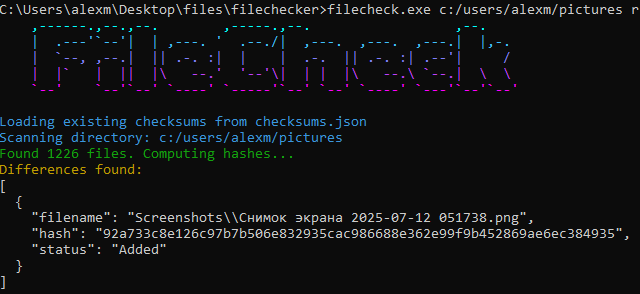 C:\Users\alexm\Desktop\files\filechecker>filecheck.exe c:/users/alexm/pictures r
FileCheck
Loading existing checksums from checksums.json
Scanning directory: c:/users/alexm/pictures
Found 1226 files. Computing hashes...
Differences found:
[
  {
    "filename": "Screenshots\\Снимок экрана 2025-07-12 051738.png",
    "hash": "92a733c8e126c97b7b506e832935cac986688e362e99f9b452869ae6ec384935",
    "status": "Added"
  }
]